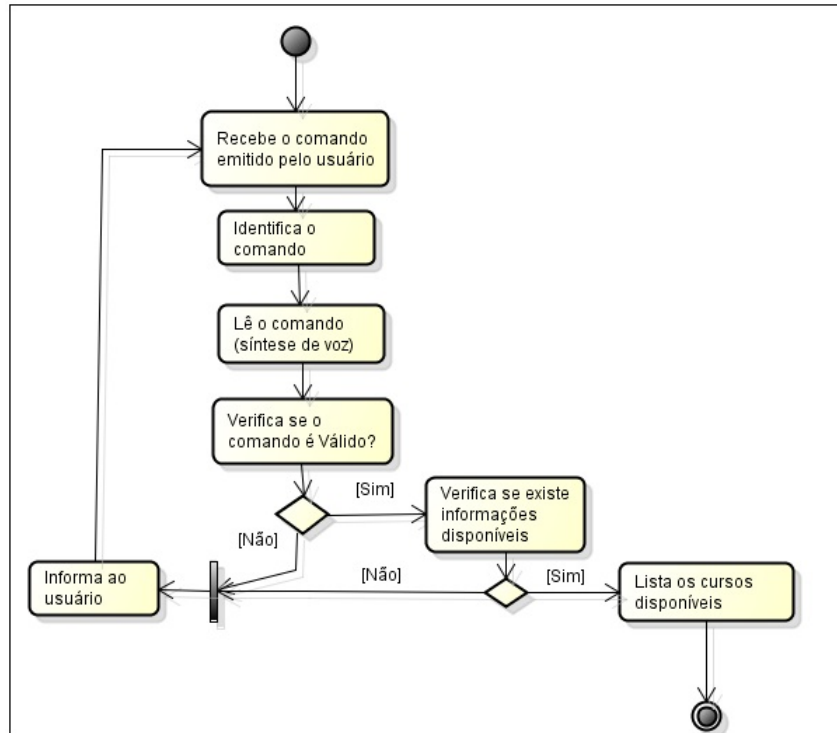 Recebe o comando
emitido pelo usuário
Identifica o
comando
Lê o comando
(síntese de voz)
Verifica se o
comando é Válido?
[Sim]
Verifica se existe
informações
disponíveis
[Não]
Informa ao
usuário
[Não]
[Sim]
Lista os cursos
disponíveis